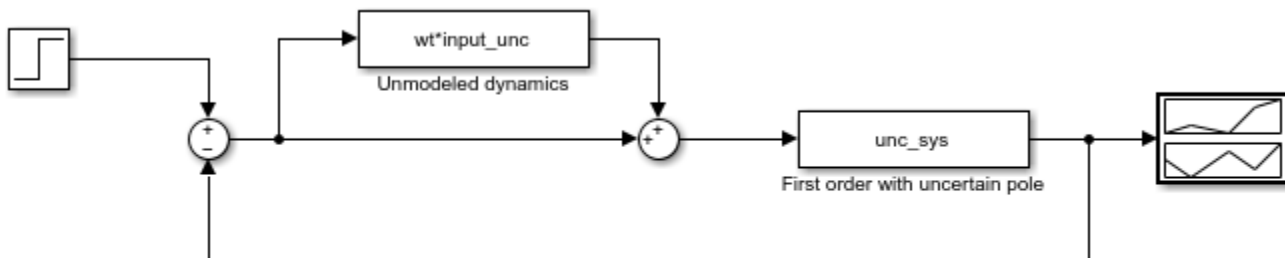 wt*input_unc
Unmodeled dynamics
+
−
+
+
unc_sys
First order with uncertain pole